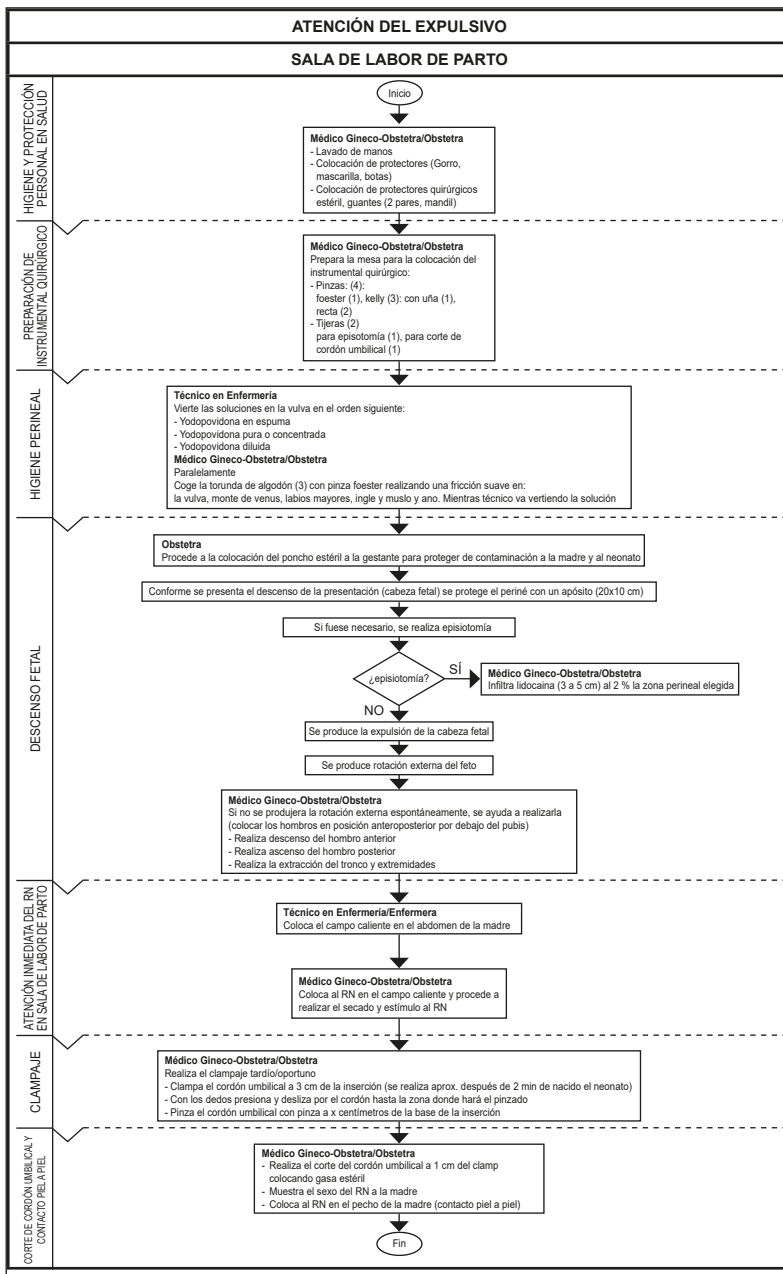 ATENCIÓN DEL EXPULSIVO
SALA DE LABOR DE PARTO
HIGIENE Y PROTECCIÓN
PERSONAL EN SALUD
Inicio
Médico Gineco-Obstetra/Obstetra
- Lavado de manos
- Colocación de protectores (Gorro,
mascarilla, botas)
- Colocación de protectores quirúrgicos
estéril, guantes (2 pares, mandil)
PREPARACIÓN DE
INSTRUMENTAL QUIRÚRGICO
Médico Gineco-Obstetra/Obstetra
Prepara la mesa para la colocación del
instrumental quirúrgico:
- Pinzas: (4):
foester (1), kelly (3): con uña (1),
recta (2)
- Tijeras (2)
para episotomía (1), para corte de
cordón umbilical (1)
HIGIENE PERINEAL
Técnico en Enfermería
Vierte las soluciones en la vulva en el orden siguiente:
- Yodopovidona en espuma
- Yodopovidona pura o concentrada
- Yodopovidona diluida
Médico Gineco-Obstetra/Obstetra
Paralelamente
Coge la torunda de algodón (3) con pinza foester realizando una fricción suave en:
la vulva, monte de venus, labios mayores, ingle y muslo y ano. Mientras técnico va vertiendo la solución
DESCENSO FETAL
Obstetra
Procede a la colocación del poncho estéril a la gestante para proteger de contaminación a la madre y al neonato
Conforme se presenta el descenso de la presentación (cabeza fetal) se protege el periné con un apósito (20x10 cm)
Si fuese necesario, se realiza episiotomía
¿episiotomía?
SÍ
Médico Gineco-Obstetra/Obstetra
Infiltra lidocaina (3 a 5 cm) al 2 % la zona perineal elegida
NO
Se produce la expulsión de la cabeza fetal
Se produce rotación externa del feto
Médico Gineco-Obstetra/Obstetra
Si no se produjera la rotación externa espontáneamente, se ayuda a realizarla
(colocar los hombros en posición anteroposterior por debajo del pubis)
- Realiza descenso del hombro anterior
- Realiza ascenso del hombro posterior
- Realiza la extracción del tronco y extremidades
ATENCIÓN INMEDIATA DEL RN
EN SALA DE LABOR DE PARTO
Técnico en Enfermería/Enfermera
Coloca el campo caliente en el abdomen de la madre
Médico Gineco-Obstetra/Obstetra
Coloca al RN en el campo caliente y procede a
realizar el secado y estímulo al RN
CLAMPAJE
Médico Gineco-Obstetra/Obstetra
Realiza el clampaje tardío/oportuno
- Clampa el cordón umbilical a 3 cm de la inserción (se realiza aprox. después de 2 min de nacido el neonato)
- Con los dedos presiona y desliza por el cordón hasta la zona donde hará el pinzado
- Pinza el cordón umbilical con pinza a x centímetros de la base de la inserción
CORTE DE CORDÓN UMBILICAL Y
CONTACTO PIEL A PIEL
Médico Gineco-Obstetra/Obstetra
- Realiza el corte del cordón umbilical a 1 cm del clamp
colocando gasa estéril
- Muestra el sexo del RN a la madre
- Coloca al RN en el pecho de la madre (contacto piel a piel)
Fin